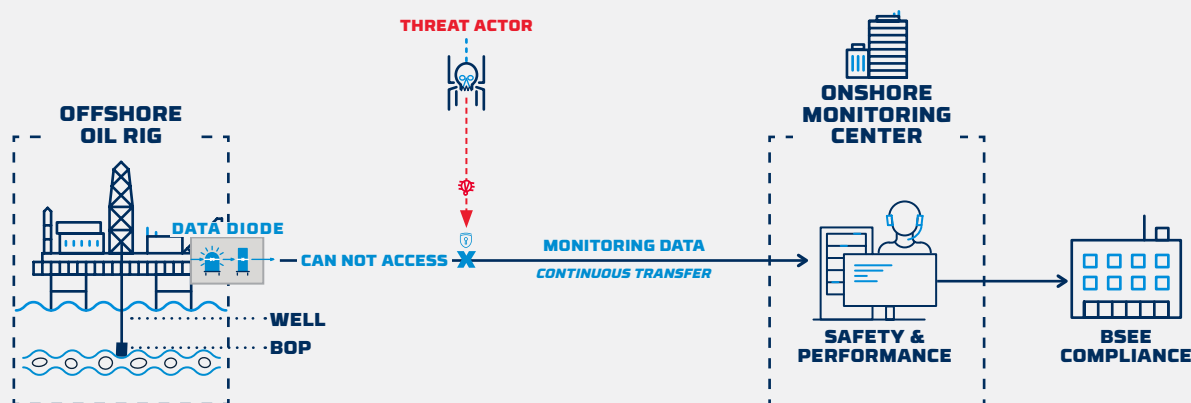 THREAT ACTOR
OFFSHORE
OIL RIG
DATA DIODE
CAN NOT ACCESS
X
MONITORING DATA
CONTINUOUS TRANSFER
WELL
BOP
ONSHORE
MONITORING
CENTER
SAFETY &
PERFORMANCE
BSEE
COMPLIANCE